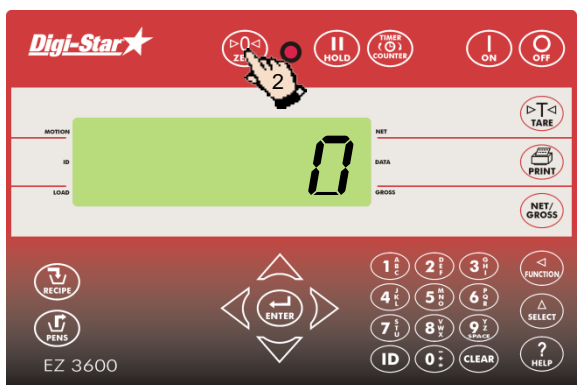 Digi-Star
▷0◁
ZERO
2
HOLD
TIMER
COUNTER
ON
OFF
▷T◁
TARE
MOTION
NET
0
ID
DATA
PRINT
LOAD
GROSS
NET/
GROSS
RECIPE
1 A B C
2 D E F
3 G H I
FUNCTION
ENTER
4 J K L
5 M N O
6 P Q R
SELECT
PENS
7 S T U
8 V W X
9 Y Z SPACE
EZ 3600
ID
0 - + *
CLEAR
?
HELP